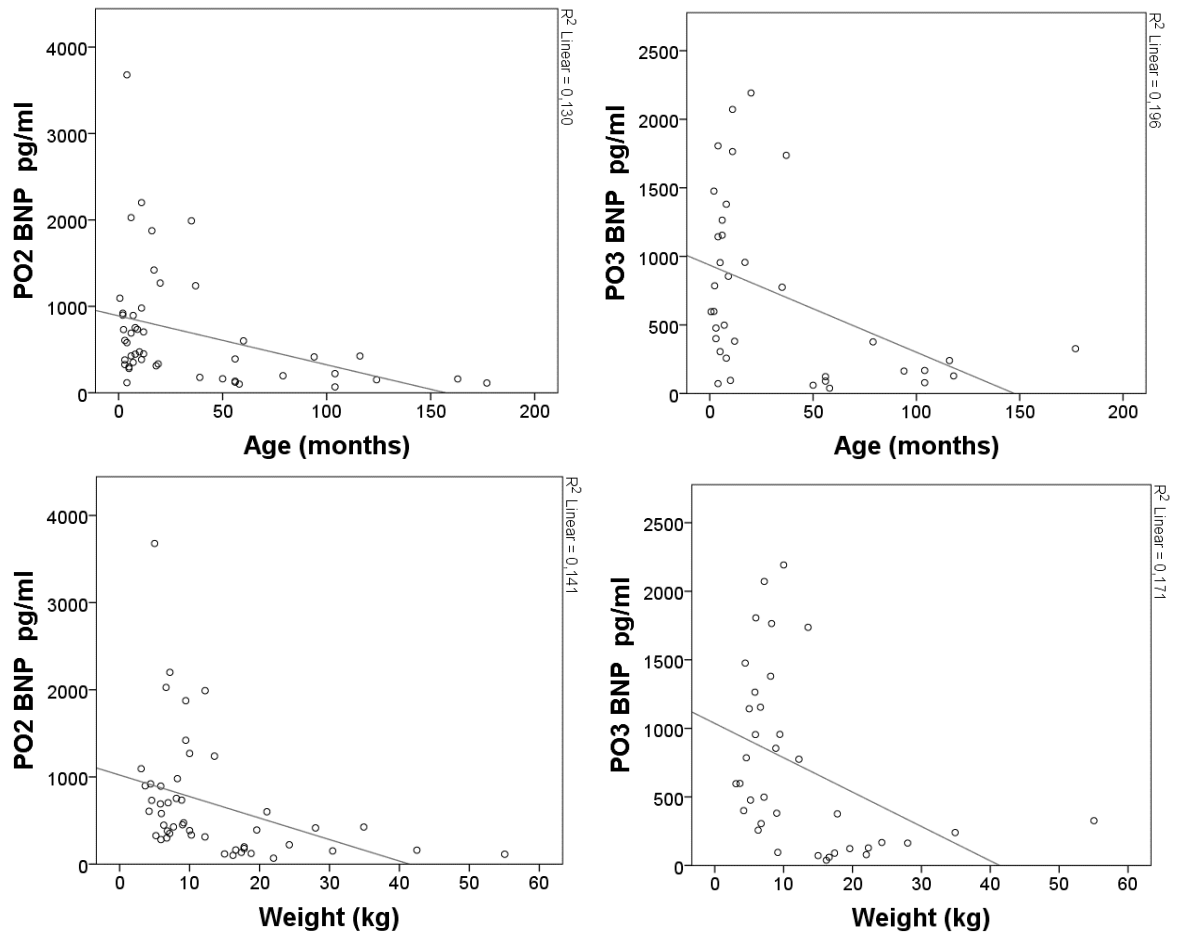 4000
3000
2000
1000
0
PO2 BNP pg/ml
0 50 100 150 200
Age (months)
R2 Linear = 0,130
2500
2000
1500
1000
500
0
PO3 BNP pg/ml
0 50 100 150 200
Age (months)
R2 Linear = 0,196
4000
3000
2000
1000
0
PO2 BNP pg/ml
0 10 20 30 40 50 60
Weight (kg)
R2 Linear = 0,141
2500
2000
1500
1000
500
0
PO3 BNP pg/ml
0 10 20 30 40 50 60
Weight (kg)
R2 Linear = 0,171